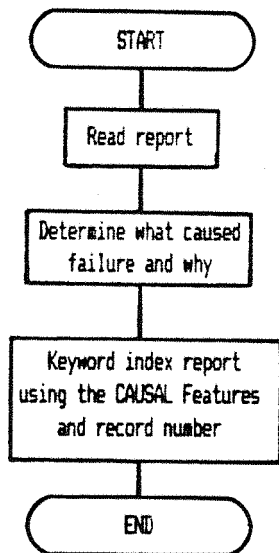 START
Read report
Determine what caused
failure and why
Keyword index report
using the CAUSAL Features
and record number
END